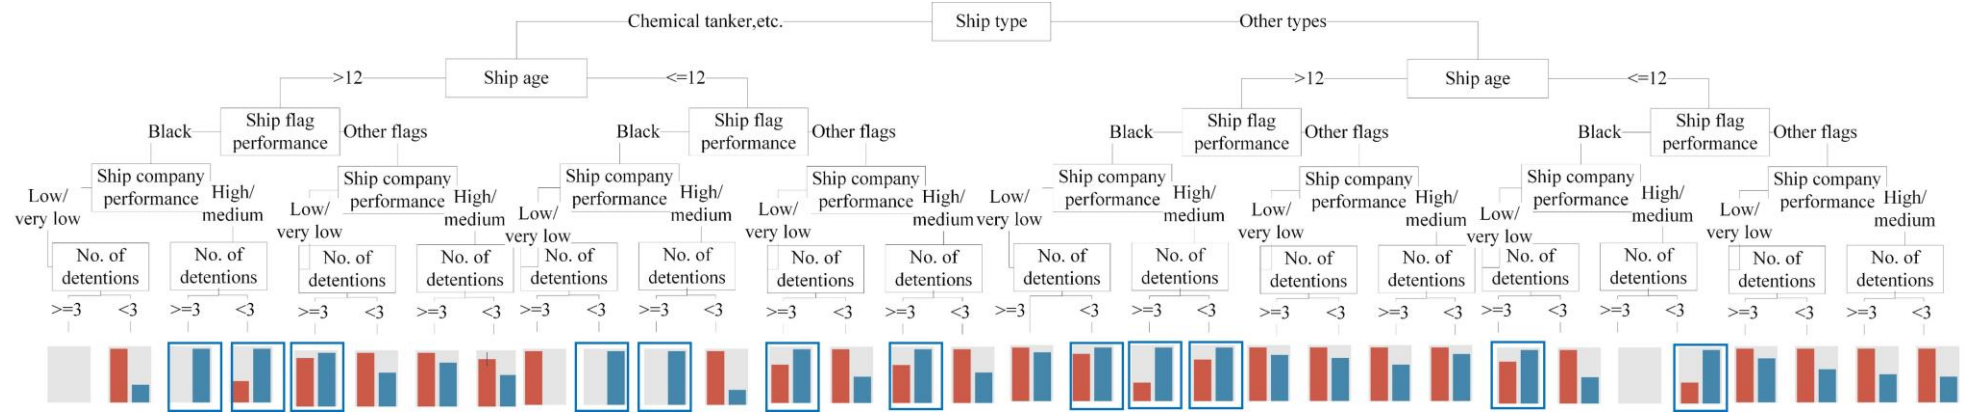 Chemical tanker,etc. Ship type Other types
>12 Ship age <=12 >12 Ship age <=12
Black Ship flag performance Other flags Black Ship flag performance Other flags Black Ship flag performance Other flags Black Ship flag performance Other flags
Low/ very low Ship company performance High/ medium Low/ very low Ship company performance High/ medium Low/ very low Ship company performance High/ medium Low/ very low Ship company performance High/ medium Low/ very low Ship company performance High/ medium Low/ very low Ship company performance High/ medium Low/ very low Ship company performance High/ medium Low/ very low Ship company performance High/ medium
No. of detentions No. of detentions No. of detentions No. of detentions No. of detentions No. of detentions No. of detentions No. of detentions No. of detentions No. of detentions No. of detentions No. of detentions No. of detentions No. of detentions No. of detentions No. of detentions
>=3 <3 >=3 <3 >=3 <3 >=3 <3 >=3 <3 >=3 <3 >=3 <3 >=3 <3 >=3 <3 >=3 <3 >=3 <3 >=3 <3 >=3 <3 >=3 <3 >=3 <3 >=3 <3